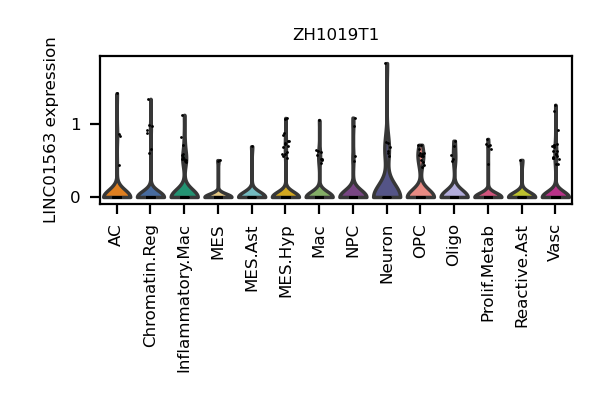 ZH1019T1
LINC01563 expression
1
0
AC
Chromatin.Reg
Inflammatory.Mac
MES
MES.Ast
MES.Hyp
Mac
NPC
Neuron
OPC
Oligo
Prolif.Metab
Reactive.Ast
Vasc